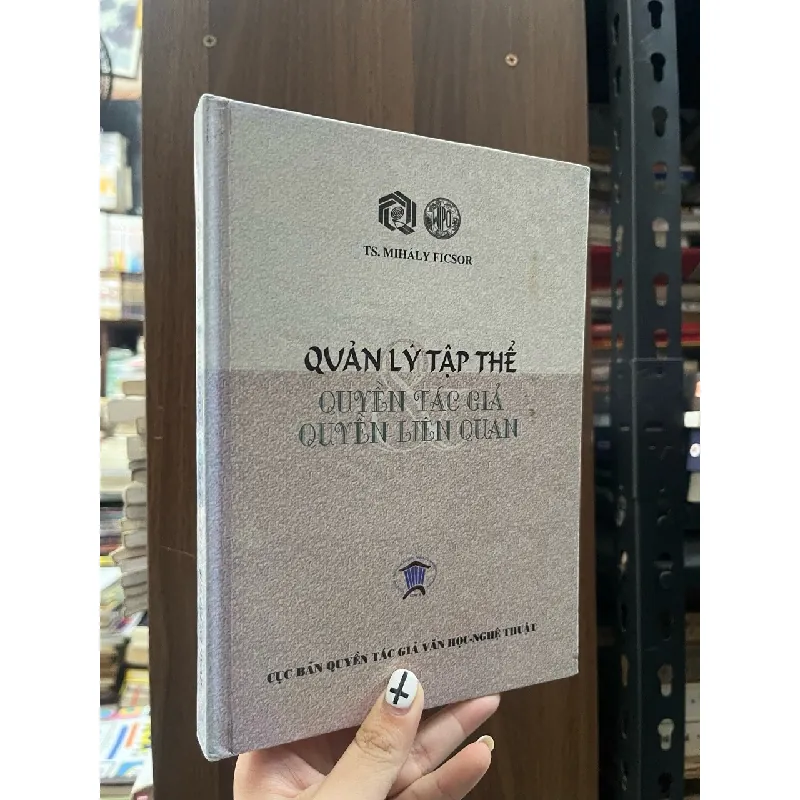 WIPO
TS. MIHÁLY FICSOR
QUẢN LÝ TẬP THỂ
&
QUYỀN TÁC GIẢ
QUYỀN LIÊN QUAN
CỤC BẢN QUYỀN TÁC GIẢ VĂN HỌC-NGHỆ THUẬT